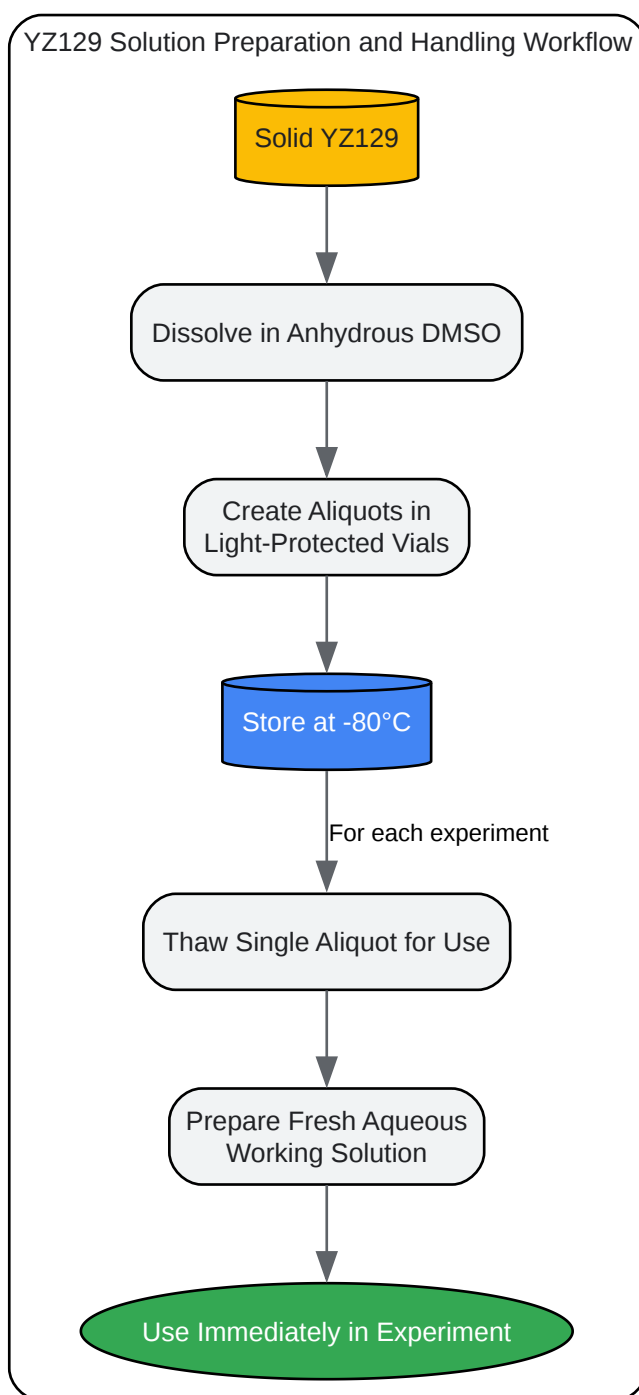 YZ129 Solution Preparation and Handling Workflow
Solid YZ129
Dissolve in Anhydrous DMSO
Create Aliquots in
Light-Protected Vials
Store at -80°C
For each experiment
Thaw Single Aliquot for Use
Prepare Fresh Aqueous
Working Solution
Use Immediately in Experiment